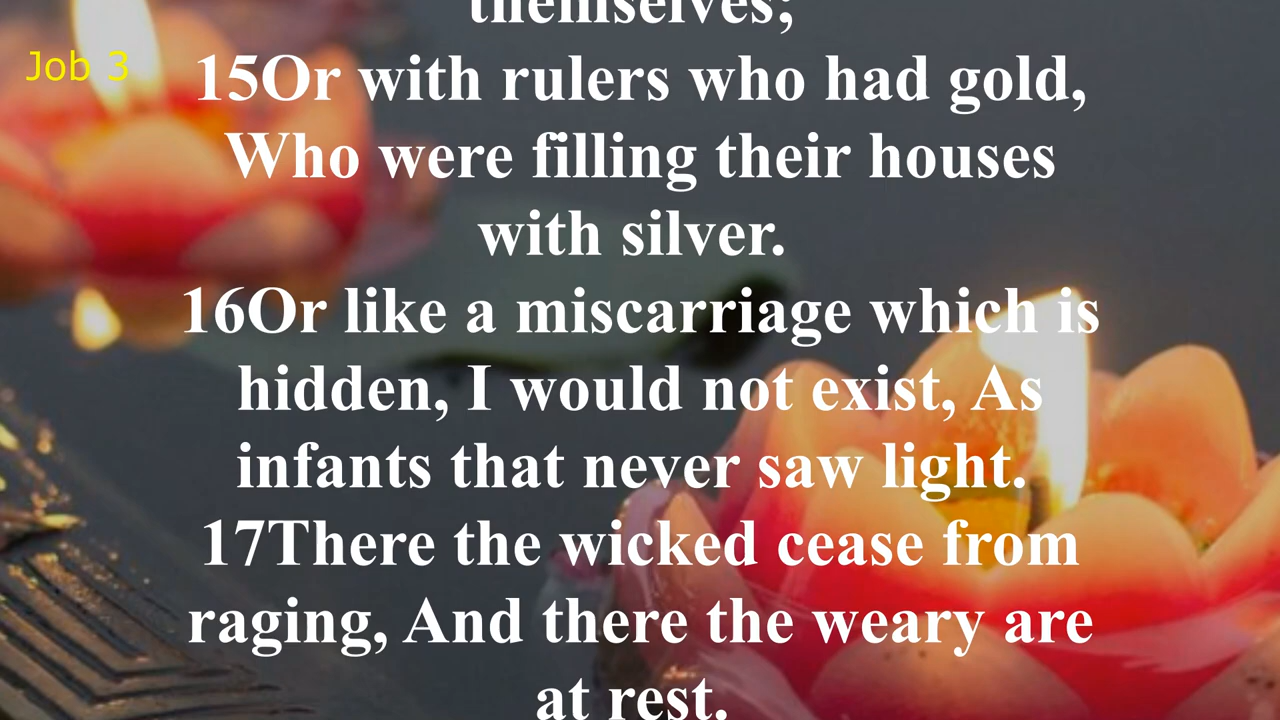 themselves;
Job 3
15Or with rulers who had gold,
Who were filling their houses
with silver.
16Or like a miscarriage which is
hidden, I would not exist, As
infants that never saw light.
17There the wicked cease from
raging, And there the weary are
at rest.